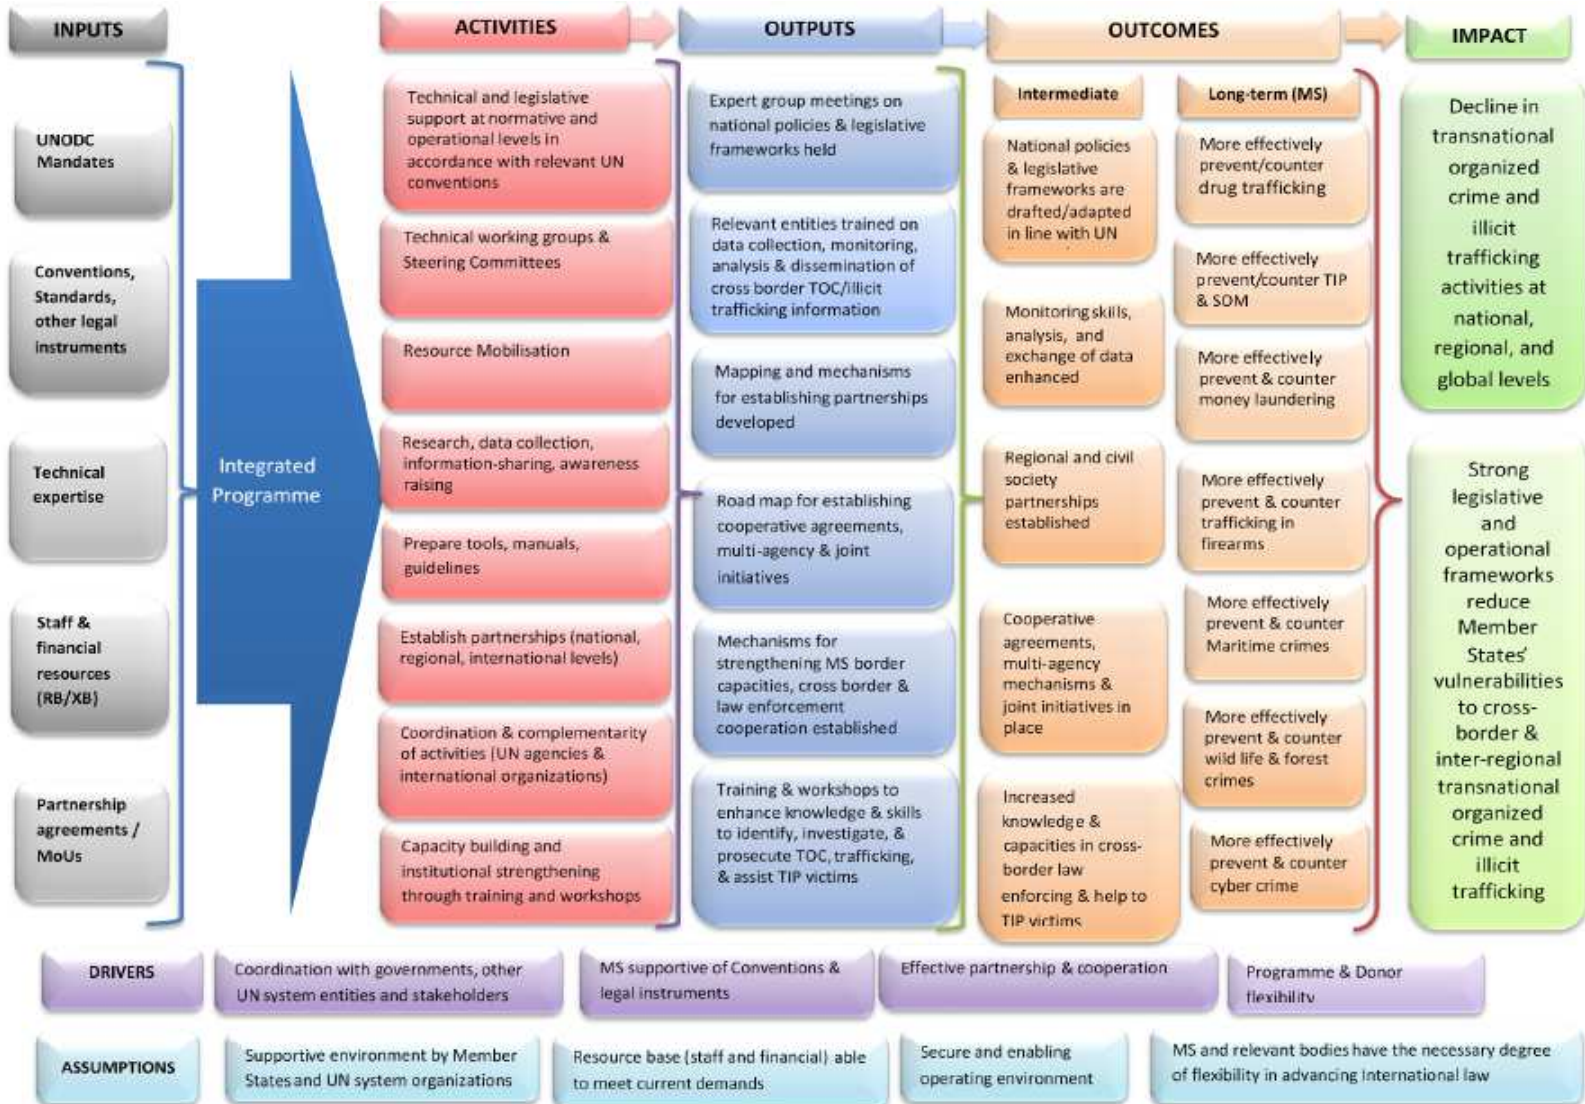 INPUTS
ACTIVITIES
OUTPUTS
OUTCOMES
IMPACT
UNODC
Mandates
Conventions,
Standards,
other legal
instruments
Technical
expertise
Staff &
financial
resources
(RB/XB)
Partnership
agreements /
MoUs
Integrated
Programme
Technical and legislative
support at normative and
operational levels in
accordance with relevant UN
conventions
Technical working groups &
Steering Committees
Resource Mobilisation
Research, data collection,
information-sharing, awareness
raising
Prepare tools, manuals,
guidelines
Establish partnerships (national,
regional, international levels)
Coordination & complementarity
of activities (UN agencies &
international organizations)
Capacity building and
institutional strengthening
through training and workshops
Expert group meetings on
national policies & legislative
frameworks held
Relevant entities trained on
data collection, monitoring,
analysis & dissemination of
cross border TOC/illicit
trafficking information
Mapping and mechanisms
for establishing partnerships
developed
Road map for establishing
cooperative agreements,
multi-agency & joint
initiatives
Mechanisms for
strengthening MS border
capacities, cross border &
law enforcement
cooperation established
Training & workshops to
enhance knowledge & skills
to identify, investigate, &
prosecute TOC, trafficking,
& assist TIP victims
Intermediate
National policies
& legislative
frameworks are
drafted/adapted
in line with UN
Monitoring skills,
analysis, and
exchange of data
enhanced
Regional and civil
society
partnerships
established
Cooperative
agreements,
multi-agency
mechanisms &
joint initiatives in
place
Increased
knowledge &
capacities in cross-
border law
enforcing & help to
TIP victims
Long-term (MS)
More effectively
prevent/counter
drug trafficking
More effectively
prevent/counter TIP
& SOM
More effectively
prevent & counter
money laundering
More effectively
prevent & counter
trafficking in
firearms
More effectively
prevent & counter
Maritime crimes
More effectively
prevent & counter
wild life & forest
crimes
More effectively
prevent & counter
cyber crime
Decline in
transnational
organized
crime and
illicit
trafficking
activities at
national,
regional, and
global levels
Strong
legislative
and
operational
frameworks
reduce
Member
States'
vulnerabilities
to cross-
border &
inter-regional
transnational
organized
crime and
illicit
trafficking
DRIVERS
Coordination with governments, other
UN system entities and stakeholders
MS supportive of Conventions &
legal instruments
Effective partnership & cooperation
Programme & Donor
flexibility
ASSUMPTIONS
Supportive environment by Member
States and UN system organizations
Resource base (staff and financial) able
to meet current demands
Secure and enabling
operating environment
MS and relevant bodies have the necessary degree
of flexibility in advancing International law